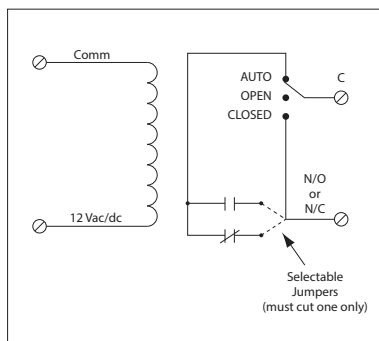 Comm
12 Vac/dc
AUTO
OPEN
CLOSED
C
N/O
or
N/C
Selectable
Jumpers
(must cut one only)